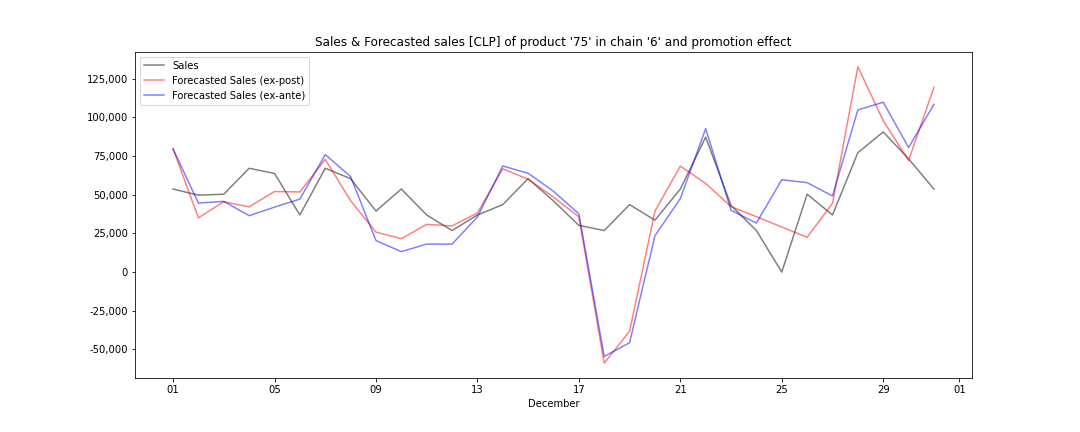 Sales & Forecasted sales [CLP] of product '75' in chain '6' and promotion effect
Sales
Forecasted Sales (ex-post)
Forecasted Sales (ex-ante)
125,000
100,000
75,000
50,000
25,000
0
-25,000
-50,000
01 05 09 13 17 21 25 29 01
December